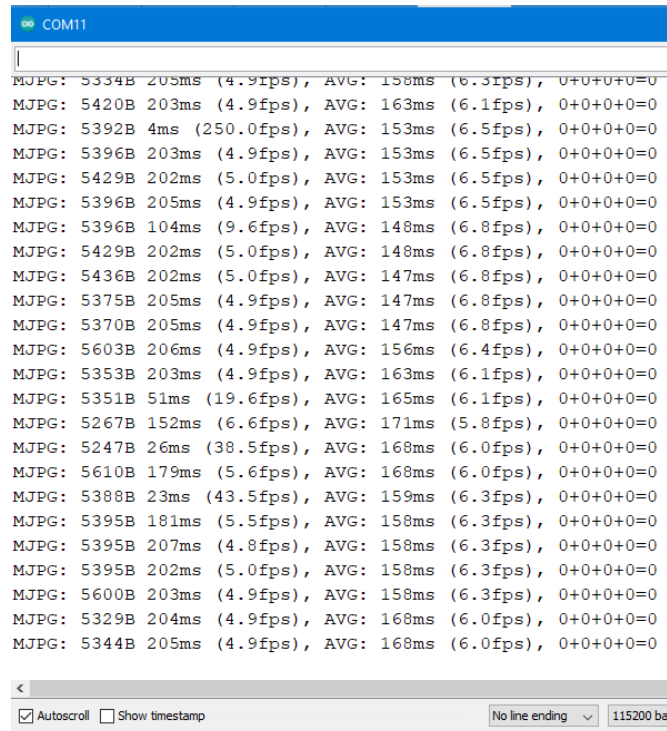 COM11
MJPG: 5334B 205ms (4.9fps), AVG: 158ms (6.3fps), 0+0+0+0=0
MJPG: 5420B 203ms (4.9fps), AVG: 163ms (6.1fps), 0+0+0+0=0
MJPG: 5392B 4ms (250.0fps), AVG: 153ms (6.5fps), 0+0+0+0=0
MJPG: 5396B 203ms (4.9fps), AVG: 153ms (6.5fps), 0+0+0+0=0
MJPG: 5429B 202ms (5.0fps), AVG: 153ms (6.5fps), 0+0+0+0=0
MJPG: 5396B 205ms (4.9fps), AVG: 153ms (6.5fps), 0+0+0+0=0
MJPG: 5396B 104ms (9.6fps), AVG: 148ms (6.8fps), 0+0+0+0=0
MJPG: 5429B 202ms (5.0fps), AVG: 148ms (6.8fps), 0+0+0+0=0
MJPG: 5436B 202ms (5.0fps), AVG: 147ms (6.8fps), 0+0+0+0=0
MJPG: 5375B 205ms (4.9fps), AVG: 147ms (6.8fps), 0+0+0+0=0
MJPG: 5370B 205ms (4.9fps), AVG: 147ms (6.8fps), 0+0+0+0=0
MJPG: 5603B 206ms (4.9fps), AVG: 156ms (6.4fps), 0+0+0+0=0
MJPG: 5353B 203ms (4.9fps), AVG: 163ms (6.1fps), 0+0+0+0=0
MJPG: 5351B 51ms (19.6fps), AVG: 165ms (6.1fps), 0+0+0+0=0
MJPG: 5267B 152ms (6.6fps), AVG: 171ms (5.8fps), 0+0+0+0=0
MJPG: 5247B 26ms (38.5fps), AVG: 168ms (6.0fps), 0+0+0+0=0
MJPG: 5610B 179ms (5.6fps), AVG: 168ms (6.0fps), 0+0+0+0=0
MJPG: 5388B 23ms (43.5fps), AVG: 159ms (6.3fps), 0+0+0+0=0
MJPG: 5395B 181ms (5.5fps), AVG: 158ms (6.3fps), 0+0+0+0=0
MJPG: 5395B 207ms (4.8fps), AVG: 158ms (6.3fps), 0+0+0+0=0
MJPG: 5395B 202ms (5.0fps), AVG: 158ms (6.3fps), 0+0+0+0=0
MJPG: 5600B 203ms (4.9fps), AVG: 158ms (6.3fps), 0+0+0+0=0
MJPG: 5329B 204ms (4.9fps), AVG: 168ms (6.0fps), 0+0+0+0=0
MJPG: 5344B 205ms (4.9fps), AVG: 168ms (6.0fps), 0+0+0+0=0
Autoscroll Show timestamp No line ending 115200 ba